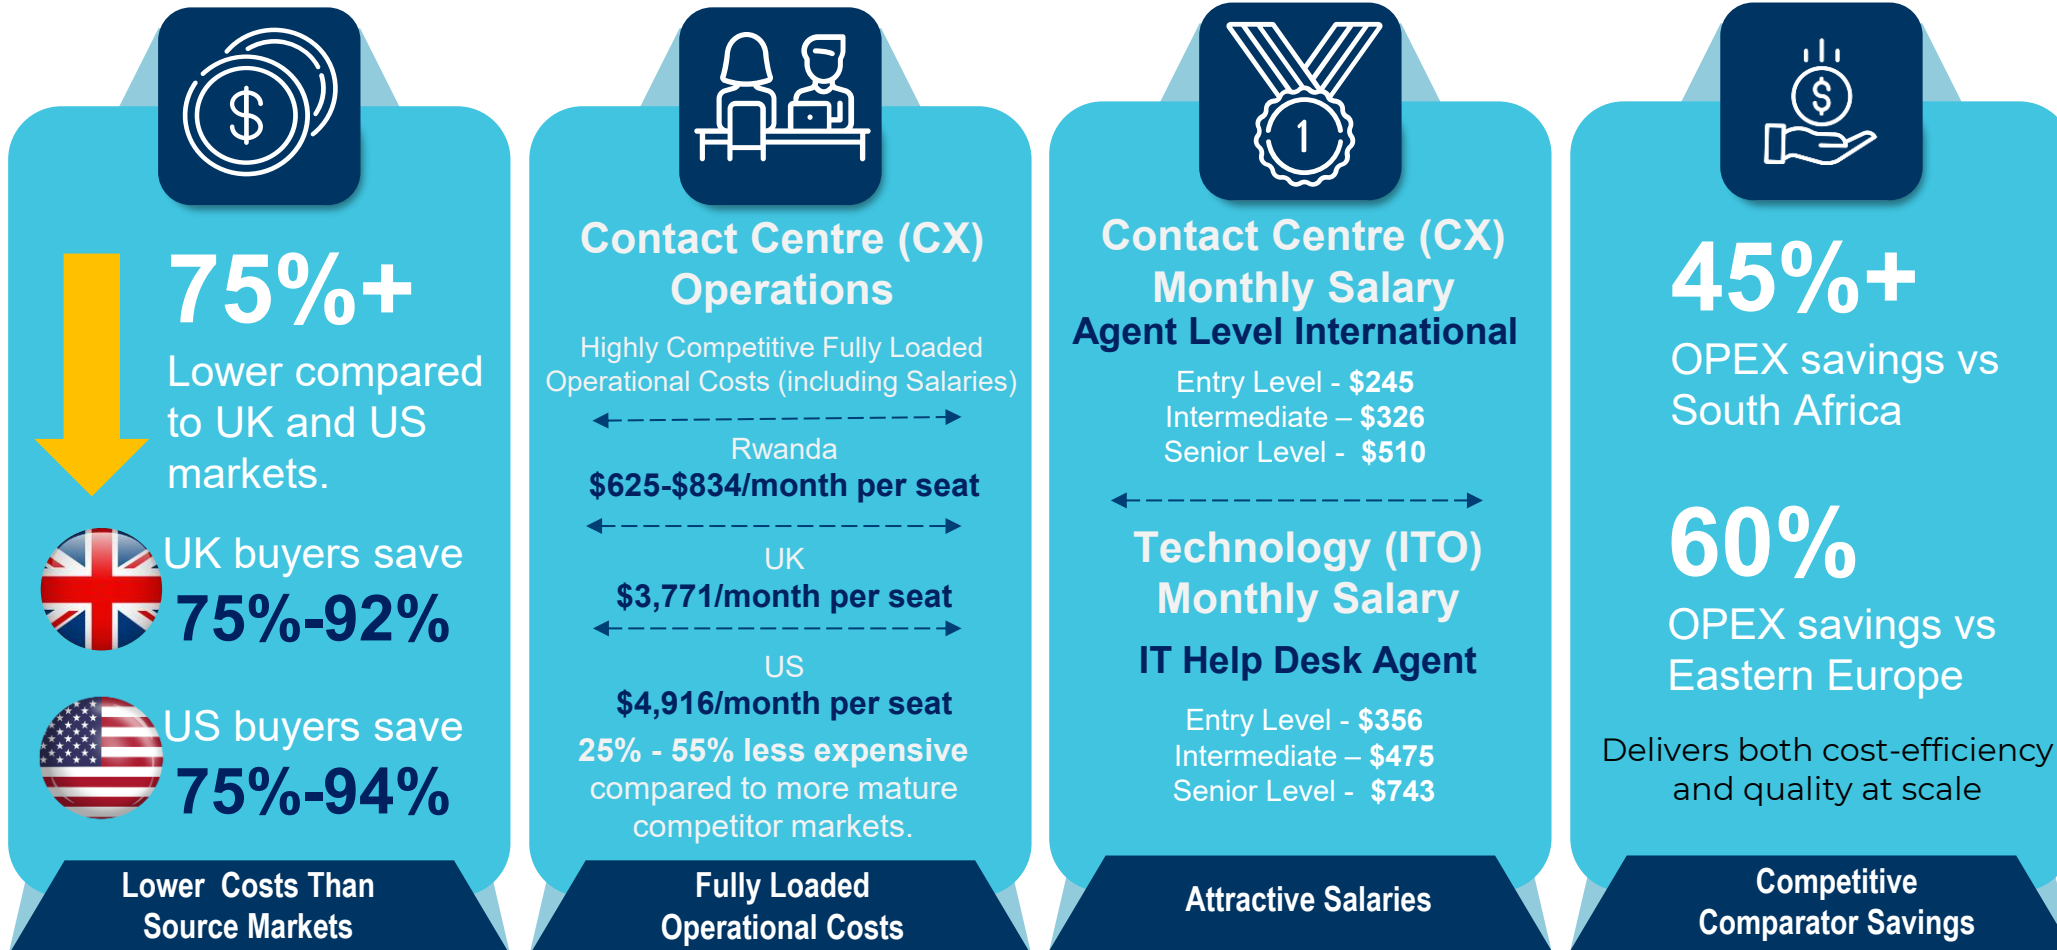 $
75%+
Lower compared
to UK and US
markets.
UK buyers save
75%-92%
US buyers save
75%-94%
Lower Costs Than
Source Markets
Contact Centre (CX)
Operations
Highly Competitive Fully Loaded
Operational Costs (including Salaries)
Rwanda
$625-$834/month per seat
UK
$3,771/month per seat
US
$4,916/month per seat
25% - 55% less expensive
compared to more mature
competitor markets.
Fully Loaded
Operational Costs
1
Contact Centre (CX)
Monthly Salary
Agent Level International
Entry Level - $245
Intermediate – $326
Senior Level - $510
Technology (ITO)
Monthly Salary
IT Help Desk Agent
Entry Level - $356
Intermediate – $475
Senior Level - $743
Attractive Salaries
$
45%+
OPEX savings vs
South Africa
60%
OPEX savings vs
Eastern Europe
Delivers both cost-efficiency
and quality at scale
Competitive
Comparator Savings